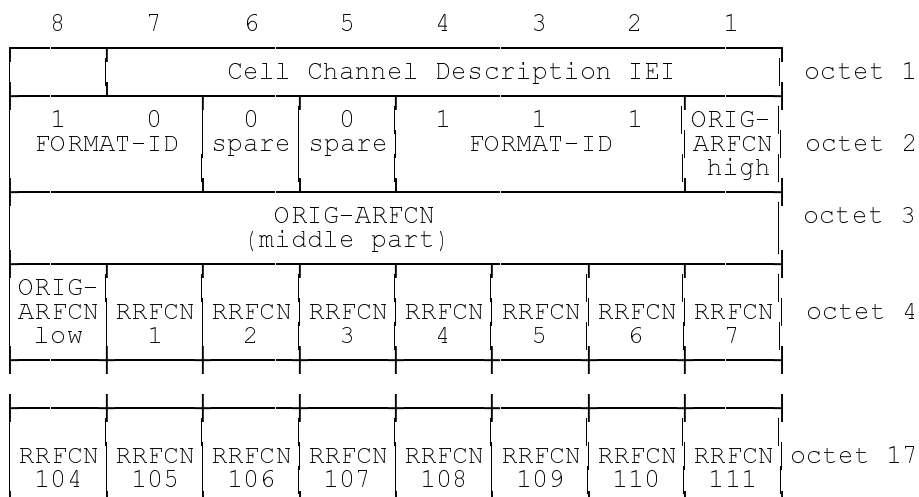 8 7 6 5 4 3 2 1
Cell Channel Description IEI octet 1
1 0 0 0 1 1 1 ORIG-
FORMAT-ID spare spare FORMAT-ID ARFCN octet 2
high
ORIG-ARFCN octet 3
(middle part)
ORIG-
ARFCN RRFCN RRFCN RRFCN RRFCN RRFCN RRFCN RRFCN octet 4
low 1 2 3 4 5 6 7
RRFCN RRFCN RRFCN RRFCN RRFCN RRFCN RRFCN RRFCN octet 17
104 105 106 107 108 109 110 111